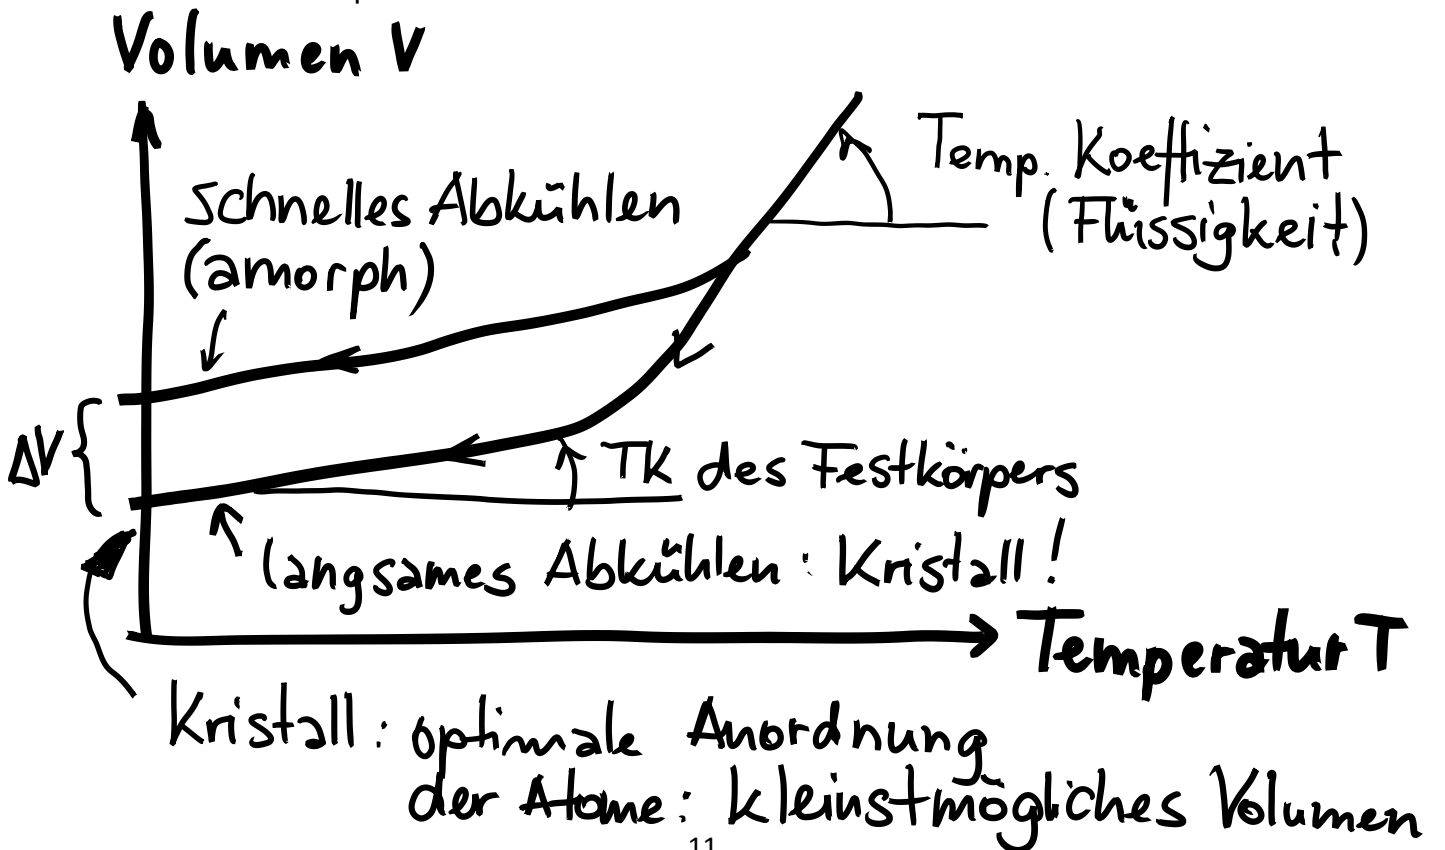 Volumen V
Schnelles Abkühlen
(amorph)
Temp. Koeffizient
(Flüssigkeit)
ΔV
TK des Festkörpers
langsames Abkühlen : Kristall !
Temperatur T
Kristall : optimale Anordnung
der Atome : kleinstmögliches Volumen
11